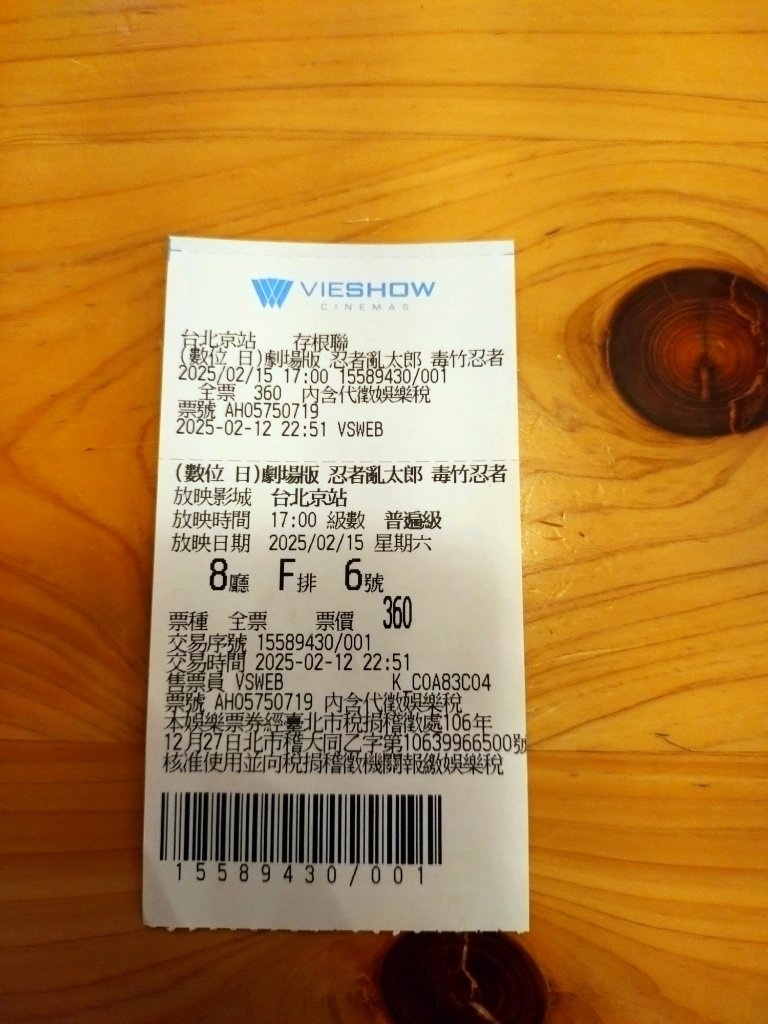 VIESHOW
CINEMAS
台北京站 存根聯
(數位 日)劇場版 忍者亂太郎 毒竹忍者
2025/02/15 17:00 15589430/001
全票 360 內含代徵娛樂稅
票號 AH05750719
2025-02-12 22:51 VSWEB
(數位 日)劇場版 忍者亂太郎 毒竹忍者
放映影城 台北京站
放映時間 17:00 級數 普遍級
放映日期 2025/02/15 星期六
8廳 F排 6號
票種 全票 票價 360
交易序號 15589430/001
交易時間 2025-02-12 22:51
售票員 VSWEB K_COA83C04
票號 AH05750719 內含代徵娛樂稅
本娛樂票券經臺北市稅捐稽徵處106年
12月27日北市稽大同乙字第10639966500號
核准使用並向稅捐稽徵機關報繳娛樂稅
15589430/001